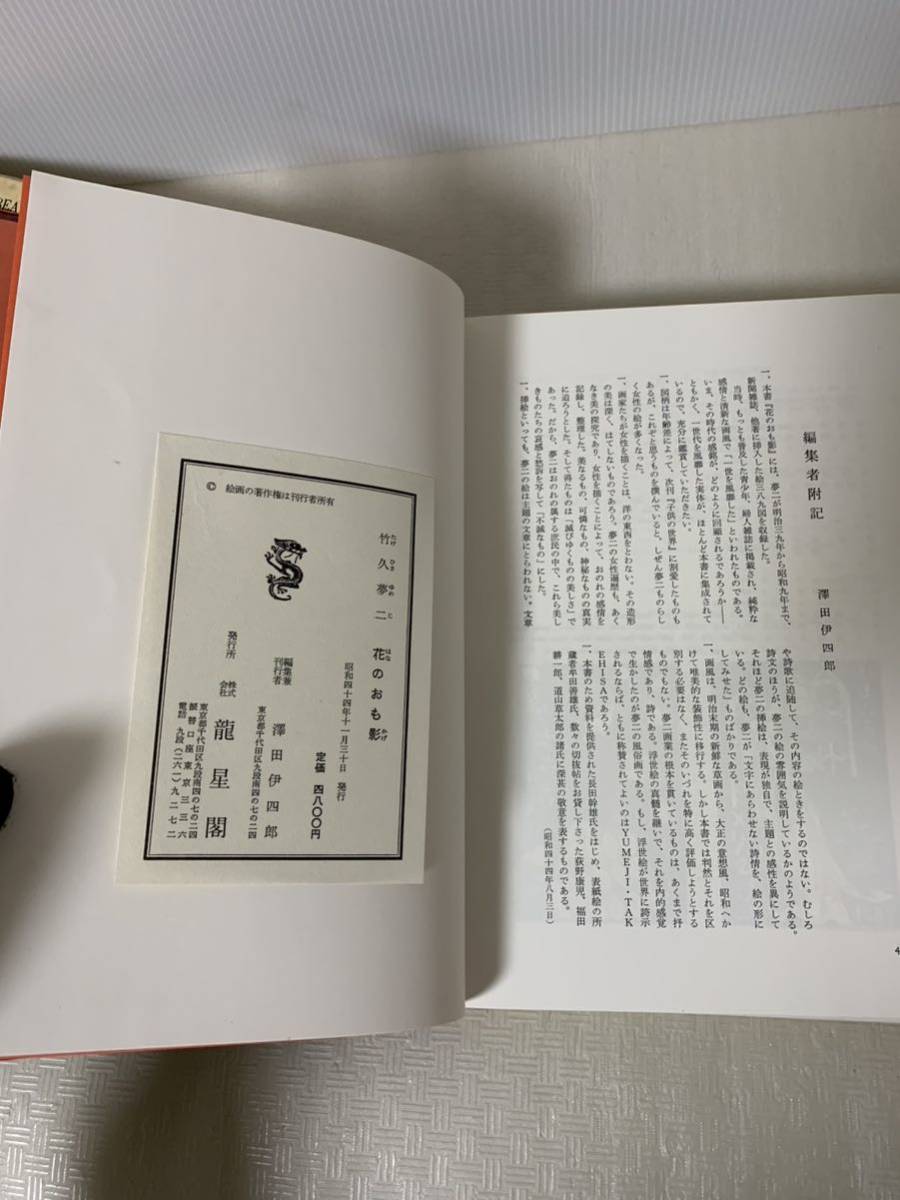 編集者附記
澤田伊四郎
一、本書『花のおも影』には、夢二が明治三九年から昭和九年まで、
新聞雑誌、他著に挿入した絵三八九図を収録した。
当時、もっとも普及した青少年、婦人雑誌に掲載され、純粋な
感情と清新な画風で「一世を風靡した」といわれたものである。
いま、その時代の感銘が、どのように回顧されるであろうか――
ともかく、一世代を風靡した実体が、ほとんど本書に集成されて
いるので、充分に鑑賞していただきたい。
一、図柄は年齢差によって、次刊『子供の世界』に割愛したものも
あるが、これぞと思うものを撰んでいると、しぜん夢二ものらし
く女性の絵が多くなった。
一、画家たちが女性を描くことは、洋の東西をとわない。その造形
の美は深く、はてしないものであろう。夢二の女性遍歴も、あく
なき美の探究であり、女性を描くことによって、おのれの感情を
記録し、整理した。美なるもの、可憐なもの、神秘なものの真実
に迫ろうとした。そして得たものは「滅びゆくものの美しさ」で
あった。だから、夢二はおのれの属する庶民の中で、これら美し
きものたちの哀感と愁訴を写して「不滅なもの」にした。
一、挿絵といっても、夢二の絵は主題の文章にとらわれない。文章
や詩歌に追随して、その内容の絵ときをするのではない。むしろ
詩文のほうが、夢二の絵の雰囲気を説明しているかのようである。
それほど夢二の挿絵は、表現が独自で、主題との感性を異にして
いる。どの絵も、夢二が「文字にあらわせない詩情を、絵の形に
してみせた」ものばかりである。
一、画風は、明治末期の新鮮な草画から、大正の意想風、昭和へか
けて唯美的な装飾性に移行する。しかし本書では判然とそれを区
別する必要はなく、またそのいづれを特に高く評価しようとする
ものでもない。夢二画業の根本を貫いているものは、あくまで抒
情感であり、詩である。浮世絵の真髄を継いで、それを内的感覚
で生かしたのが夢二の風俗画である。もし、浮世絵が世界に誇示
されるならば、ともに称賛されてよいのはYUMEJI・TAK
EHISAであろう。
一、本書のため資料を提供された長田幹雄氏をはじめ、表紙絵の所
蔵者牟田善雄氏、数々の切抜帖をお貸し下さった荻野康児、福田
耕一郎、道山草太郎の諸氏に深甚の敬意を表するものである。
（昭和四十四年八月三日）
4
© 絵画の著作権は刊行者所有
竹久夢二 花のおも影
たけ ひさ ゆめ じ はな かげ
昭和四十四年十一月三十日 発行
定価 四八〇〇円
編集兼
刊行者 澤田伊四郎
東京都千代田区九段南四の七の二四
発行所 株式
会社 龍星閣
東京都千代田区九段南四の七の二四
振替口座東京三三六
電話 九段(二六一)九一七二
REA